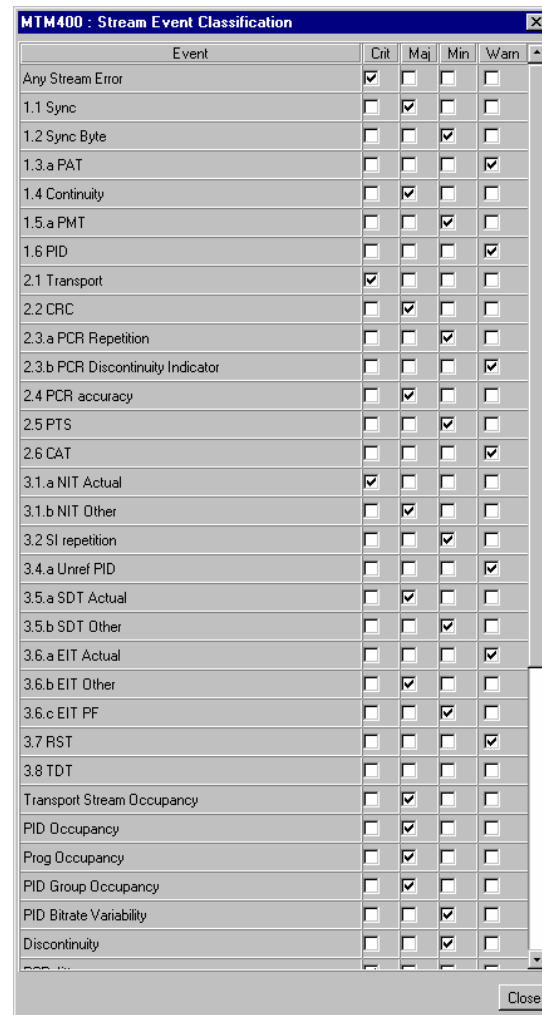 MTM400 : Stream Event Classification
Event Crit Maj Min Warn
Any Stream Error
1.1 Sync
1.2 Sync Byte
1.3.a PAT
1.4 Continuity
1.5.a PMT
1.6 PID
2.1 Transport
2.2 CRC
2.3.a PCR Repetition
2.3.b PCR Discontinuity Indicator
2.4 PCR accuracy
2.5 PTS
2.6 CAT
3.1.a NIT Actual
3.1.b NIT Other
3.2 SI repetition
3.4.a Unref PID
3.5.a SDT Actual
3.5.b SDT Other
3.6.a EIT Actual
3.6.b EIT Other
3.6.c EIT PF
3.7 RST
3.8 TDT
Transport Stream Occupancy
PID Occupancy
Prog Occupancy
PID Group Occupancy
PID Bitrate Variability
Discontinuity
Close